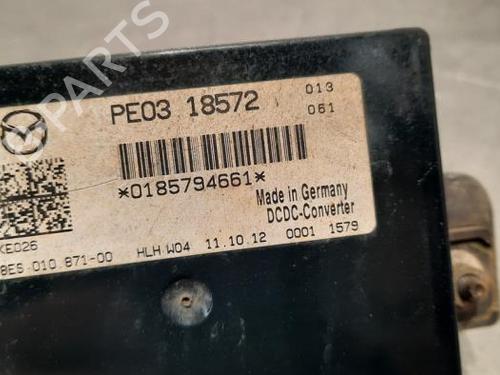 B-PARTS
PE03 18572
013
061
*0185794661*
Made in Germany
DCDC-Converter
KE026
8ES 010 871-00
HLH W04
11.10.12
0001 1579